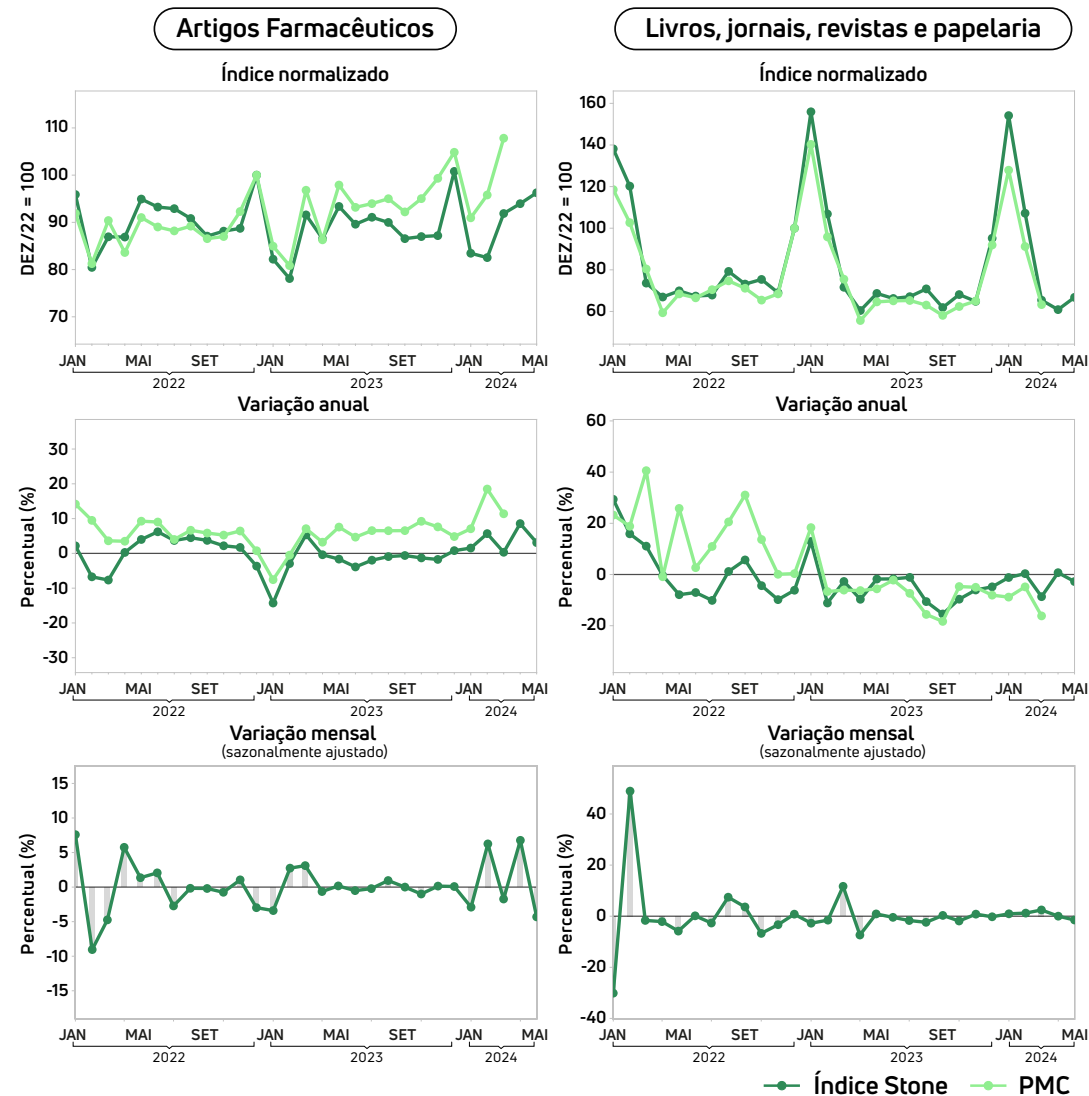 Artigos Farmacêuticos
Índice normalizado
DEZ/22 = 100
110
100
90
80
70
JAN MAI SET JAN MAI SET JAN MAI
2022 2023 2024
Variação anual
Percentual (%)
30
20
10
0
-10
-20
-30
JAN MAI SET JAN MAI SET JAN MAI
2022 2023 2024
Variação mensal
(sazonalmente ajustado)
Percentual (%)
15
10
5
0
-5
-10
-15
JAN MAI SET JAN MAI SET JAN MAI
2022 2023 2024
Livros, jornais, revistas e papelaria
Índice normalizado
DEZ/22 = 100
160
140
120
100
80
60
JAN MAI SET JAN MAI SET JAN MAI
2022 2023 2024
Variação anual
Percentual (%)
60
40
20
0
-20
JAN MAI SET JAN MAI SET JAN MAI
2022 2023 2024
Variação mensal
(sazonalmente ajustado)
Percentual (%)
40
20
0
-20
-40
JAN MAI SET JAN MAI SET JAN MAI
2022 2023 2024
Índice Stone PMC